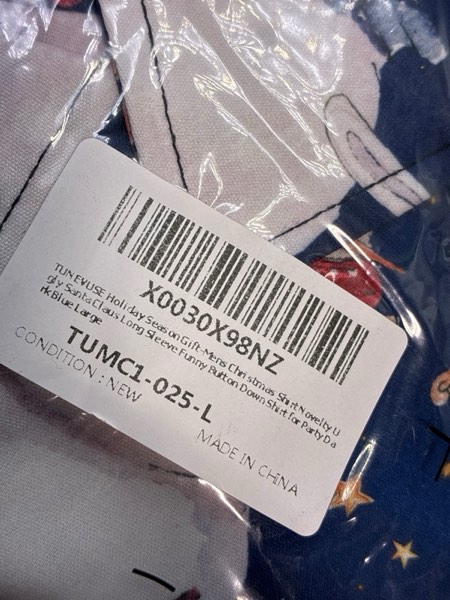 X0030X98NZ
TUNEVUSE Holiday Season Gift-Mens Christmas Shirt Novelty U
gly Santa Claus Long Sleeve Funny Button Down Shirt for Party Da
rk Blue Large
TUMC1-025-L
CONDITION : NEW
MADE IN CHINA